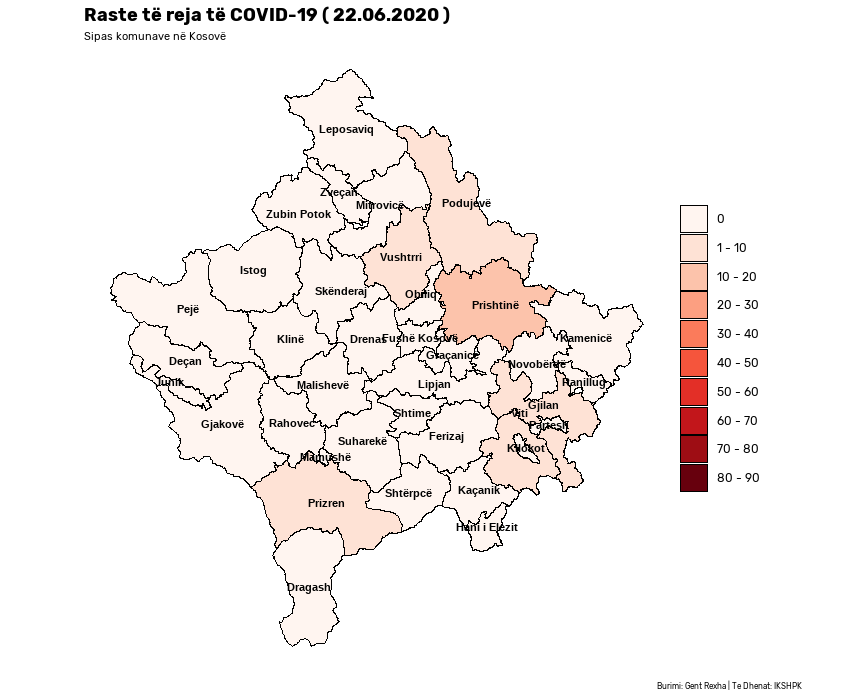 Raste të reja të COVID-19 ( 22.06.2020 )
Sipas komunave në Kosovë
Leposaviq
Zveçan
Mitrovicë
Zubin Potok
Podujevë
Vushtrri
Istog
Skënderaj
Obiliq
Pejë
Prishtinë
Klinë
Drenas
Fushë Kosovë
Kamenicë
Graçanicë
Deçan
Novobërdë
Junik
Malishevë
Lipjan
Ranillug
Gjilan
Shtime
Viti
Gjakovë
Rahovec
Partesh
Suharekë
Ferizaj
Kllokot
Mamushë
Shtërpcë
Kaçanik
Prizren
Hani i Elezit
Dragash
0
1 - 10
10 - 20
20 - 30
30 - 40
40 - 50
50 - 60
60 - 70
70 - 80
80 - 90
Burimi: Gent Rexha | Te Dhenat: IKSHPK